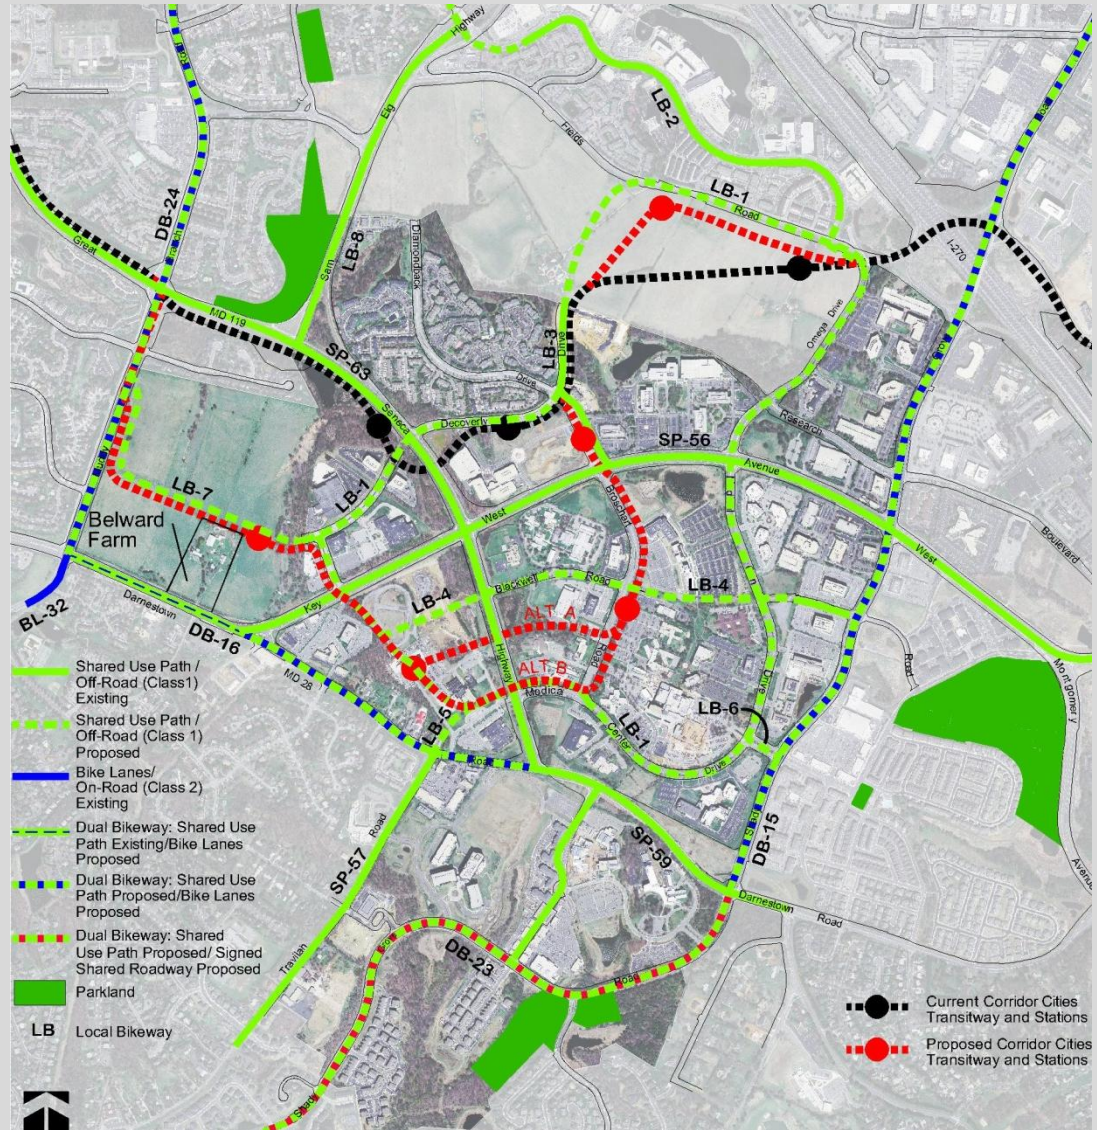 Highway
Road
Elg
LB-2
Fields
LB-1
Road
DB-24
Branch
LB-8
Diamondback
I-270
Great
Sam
MD 119
Omega Drive
LB-3
Drive
SP-63
Drive
Seneca
Decoverly
SP-56
Research
Avenue
LB-7
LB-1
West
Broschart
Belward
Farm
Boulevard
West
Blackwell
Road
LB-4
LB-4
Key
BL-32
Darnestown
DB-16
ALT. A
ALT. B
Road
Highway
Medical
Drive
Road
Montgomery
MD 28
LB-5
LB-1
Center
Drive
LB-6
Road
SP-59
DB-15
Avenue
SP-57
Road
Darnestown
Road
Travilah
DB-23
Road
Shady
Shared Use Path /
Off-Road (Class1)
Existing
Shared Use Path /
Off-Road (Class 1)
Proposed
Bike Lanes/
On-Road (Class 2)
Existing
Dual Bikeway: Shared Use
Path Existing/Bike Lanes
Proposed
Dual Bikeway: Shared Use
Path Proposed/Bike Lanes
Proposed
Dual Bikeway: Shared
Use Path Proposed/ Signed
Shared Roadway Proposed
Parkland
LB Local Bikeway
Current Corridor Cities
Transitway and Stations
Proposed Corridor Cities
Transitway and Stations